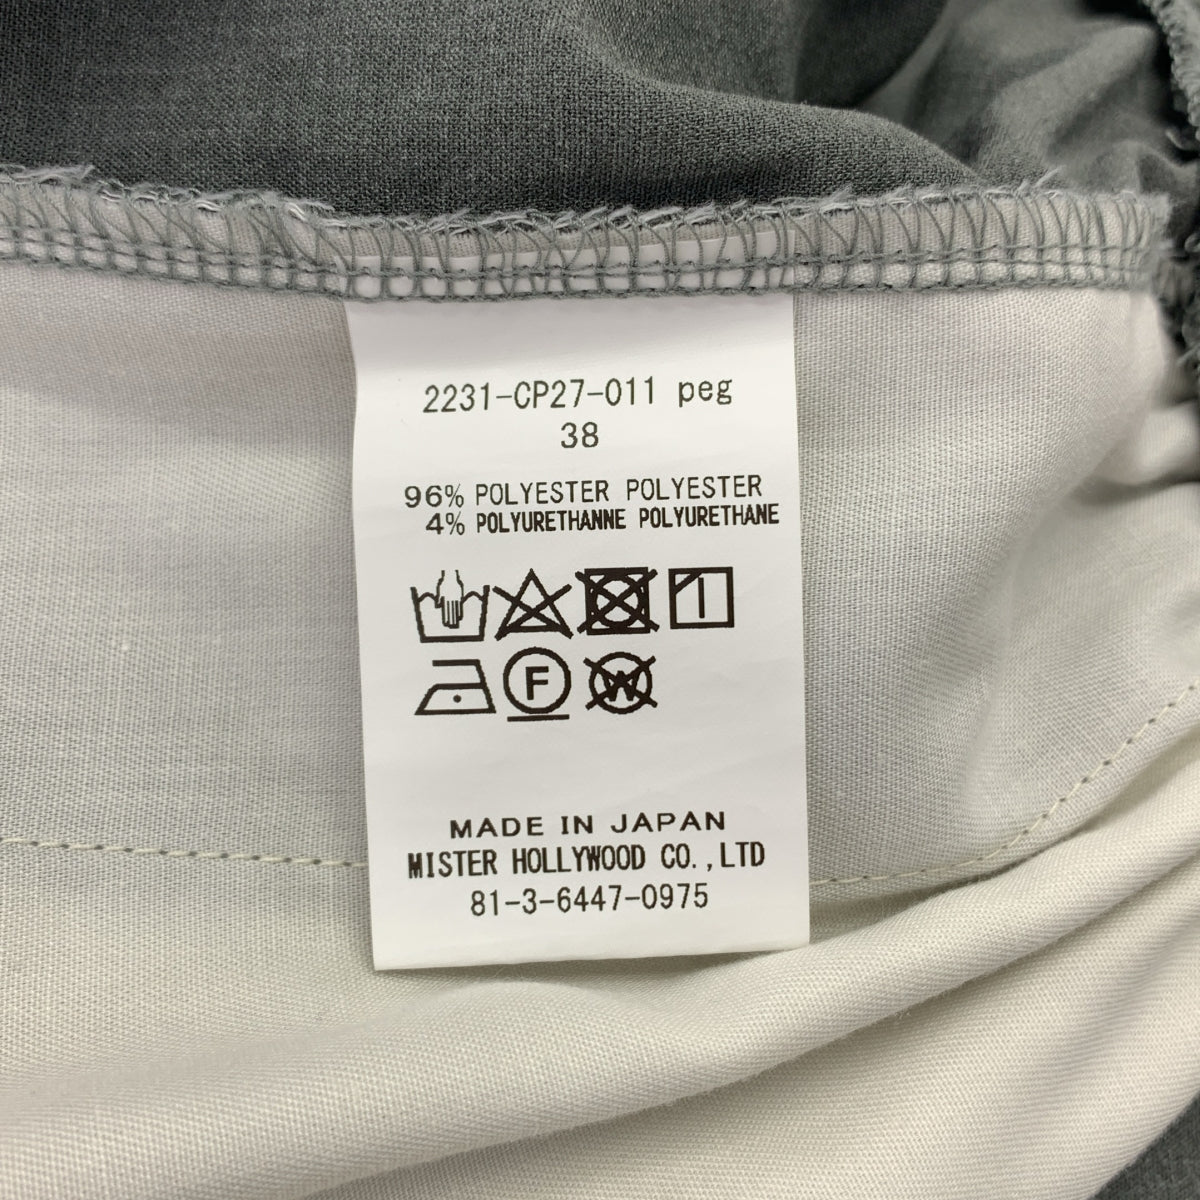 2231-CP27-011 peg
38
96% POLYESTER POLYESTER
4% POLYURETHANNE POLYURETHANE
F W
MADE IN JAPAN
MISTER HOLLYWOOD CO.,LTD
81-3-6447-0975